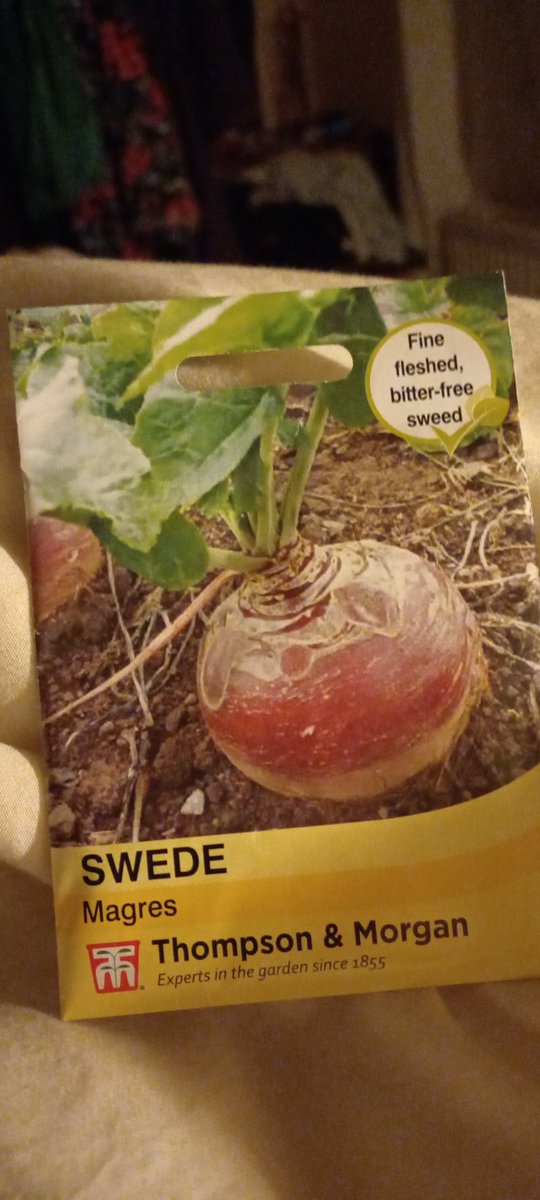 Fine
fleshed,
bitter-free
sweed
SWEDE
Magres
Thompson & Morgan
Experts in the garden since 1855